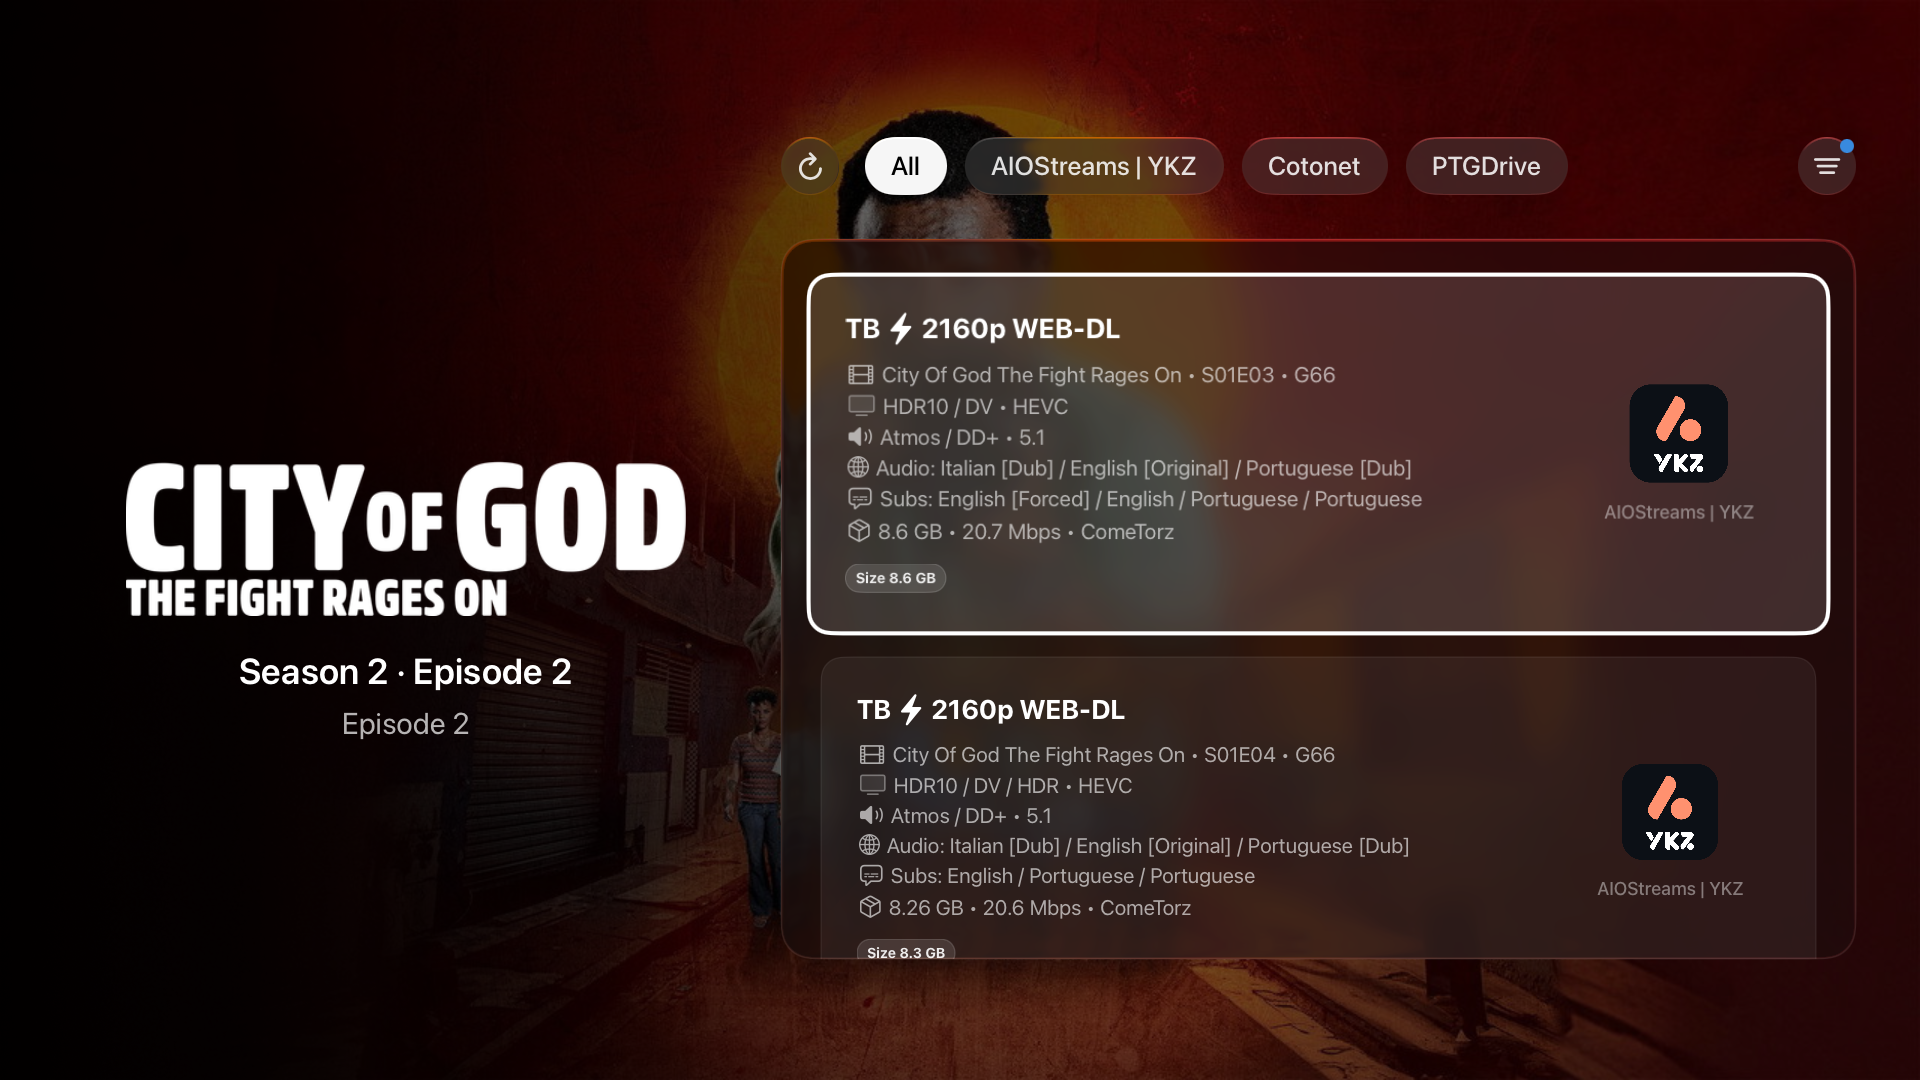 All
AIOStreams | YKZ
Cotonet
PTGDrive
CITY OF GOD
THE FIGHT RAGES ON
Season 2 · Episode 2
Episode 2
TB ⚡ 2160p WEB-DL
City Of God The Fight Rages On • S01E03 • G66
HDR10 / DV • HEVC
Atmos / DD+ • 5.1
Audio: Italian [Dub] / English [Original] / Portuguese [Dub]
Subs: English [Forced] / English / Portuguese / Portuguese
8.6 GB • 20.7 Mbps • ComeTorz
Size 8.6 GB
YKZ
AIOStreams | YKZ
TB ⚡ 2160p WEB-DL
City Of God The Fight Rages On • S01E04 • G66
HDR10 / DV / HDR • HEVC
Atmos / DD+ • 5.1
Audio: Italian [Dub] / English [Original] / Portuguese [Dub]
Subs: English / Portuguese / Portuguese
8.26 GB • 20.6 Mbps • ComeTorz
Size 8.3 GB
YKZ
AIOStreams | YKZ